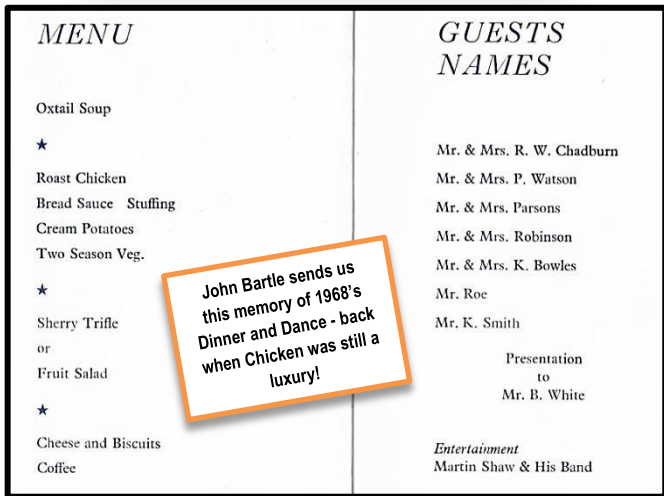 MENU
Oxtail Soup
★
Roast Chicken
Bread Sauce Stuffing
Cream Potatoes
Two Season Veg.
★
Sherry Trifle
or
Fruit Salad
★
Cheese and Biscuits
Coffee
John Bartle sends us
this memory of 1968's
Dinner and Dance - back
when Chicken was still a
luxury!
GUESTS
NAMES
Mr. & Mrs. R. W. Chadburn
Mr. & Mrs. P. Watson
Mr. & Mrs. Parsons
Mr. & Mrs. Robinson
Mr. & Mrs. K. Bowles
Mr. Roe
Mr. K. Smith
Presentation
to
Mr. B. White
Entertainment
Martin Shaw & His Band